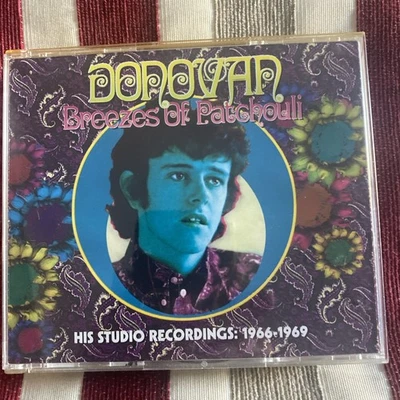 DONOVAN
Breezes Of Patchouli
HIS STUDIO RECORDINGS: 1966-1969